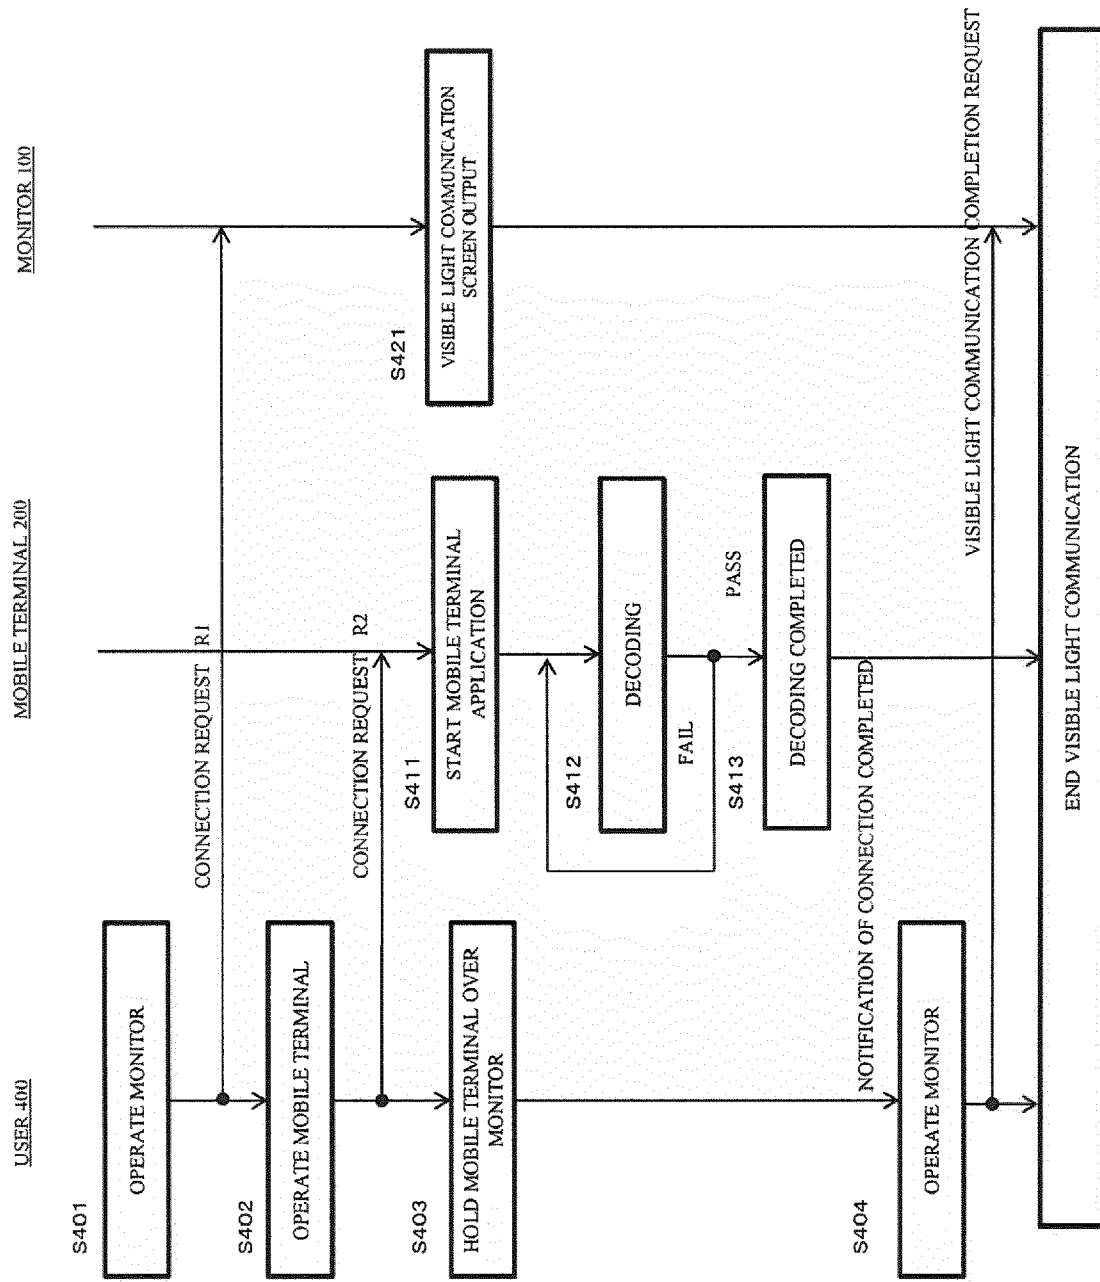 USER 400
MOBILE TERMINAL 200
MONITOR 100
S401
OPERATE MONITOR
CONNECTION REQUEST R1
S402
OPERATE MOBILE TERMINAL
CONNECTION REQUEST R2
S403
HOLD MOBILE TERMINAL OVER
MONITOR
S411
START MOBILE TERMINAL
APPLICATION
S421
VISIBLE LIGHT COMMUNICATION
SCREEN OUTPUT
S412
DECODING
FAIL
PASS
S413
DECODING COMPLETED
NOTIFICATION OF CONNECTION COMPLETED
S404
OPERATE MONITOR
VISIBLE LIGHT COMMUNICATION COMPLETION REQUEST
END VISIBLE LIGHT COMMUNICATION